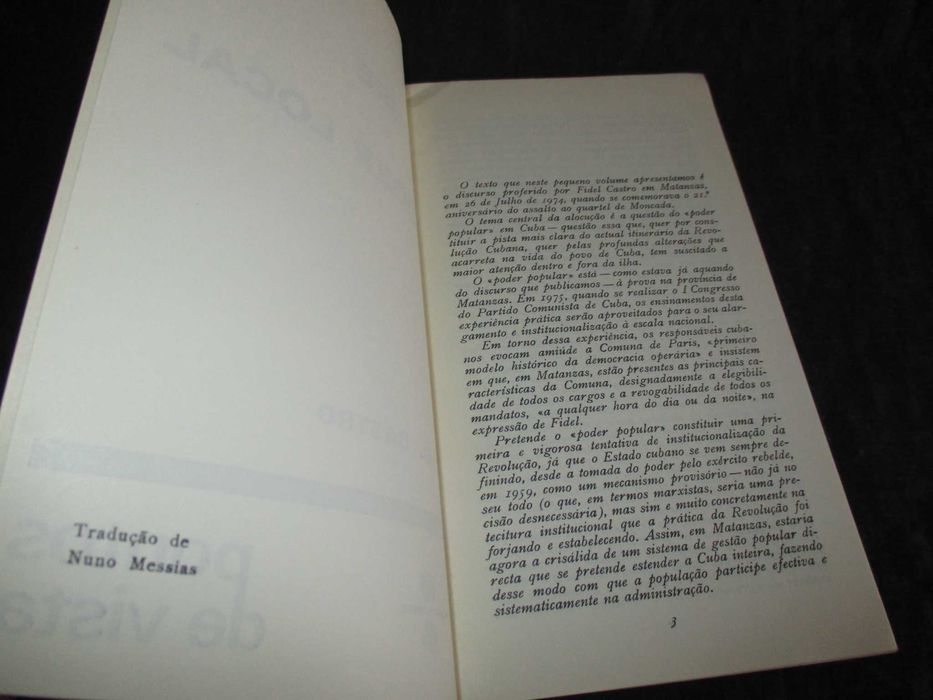 Tradução de
Nuno Messias
O texto que neste pequeno volume apresentamos é
o discurso proferido por Fidel Castro em Matanzas,
em 26 de Julho de 1974, quando se comemorava o 21.º
aniversário do assalto ao quartel de Moncada.
O tema central da alocução é a questão do «poder
popular» em Cuba — questão essa que, quer por cons-
tituir a pista mais clara do actual itinerário da Revo-
lução Cubana, quer pelas profundas alterações que
acarreta na vida do povo de Cuba, tem suscitado a
maior atenção dentro e fora da ilha.
O «poder popular» está — como estava já aquando
do discurso que publicamos — à prova na província de
Matanzas. Em 1975, quando se realizar o I Congresso
do Partido Comunista de Cuba, os ensinamentos desta
experiência prática serão aproveitados para o seu alar-
gamento e institucionalização à escala nacional.
Em torno dessa experiência, os responsáveis cuba-
nos evocam amiúde a Comuna de Paris, «primeiro
modelo histórico da democracia operária» e insistem
em que, em Matanzas, estão presentes as principais ca-
racterísticas da Comuna, designadamente a elegibili-
dade de todos os cargos e a revogabilidade de todos os
mandatos, «a qualquer hora do dia ou da noite», na
expressão de Fidel.
Pretende o «poder popular» constituir uma pri-
meira e vigorosa tentativa de institucionalização da
Revolução, já que o Estado cubano se vem sempre de-
finindo, desde a tomada do poder pelo exército rebelde,
em 1959, como um mecanismo provisório — não já no
seu todo (o que, em termos marxistas, seria uma pre-
cisão desnecessária), mas sim e muito concretamente na
tecitura institucional que a prática da Revolução foi
forjando e estabelecendo. Assim, em Matanzas, estaria
agora a crisálida de um sistema de gestão popular di-
recta que se pretende estender a Cuba inteira, fazendo
desse modo com que a população participe efectiva e
sistematicamente na administração.
3
LOCAL
de vista